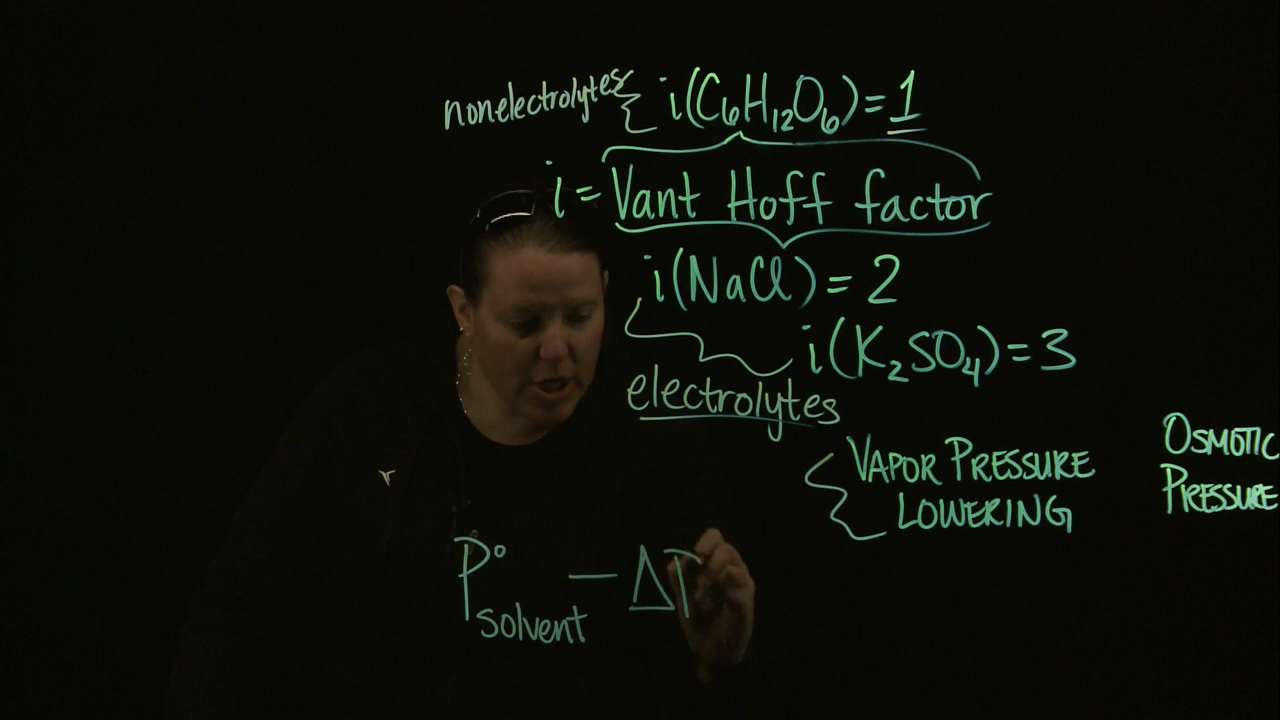 nonelectrolytes { i(C₆H₁₂O₆)=1
i = Vant Hoff factor
i(NaCl) = 2
i(K₂SO₄)=3
electrolytes
VAPOR PRESSURE
LOWERING
OSMOTIC
PRESSURE
P°solvent — ΔP